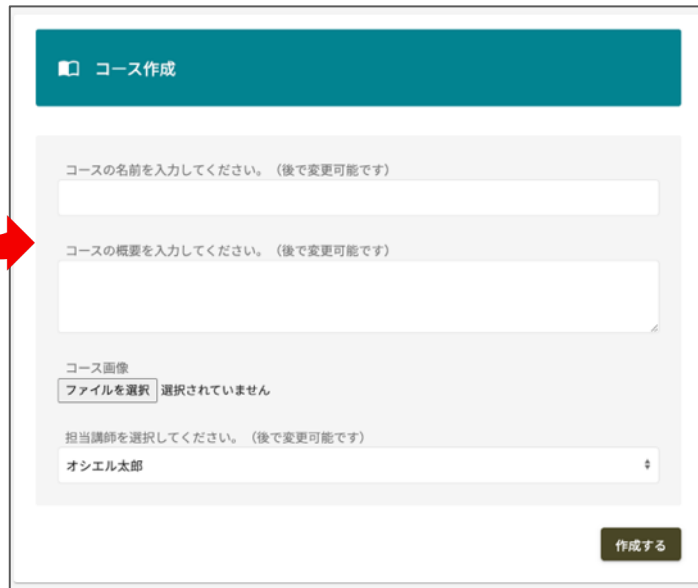 コース作成
コースの名前を入力してください。（後で変更可能です）
コースの概要を入力してください。（後で変更可能です）
コース画像
ファイルを選択 選択されていません
担当講師を選択してください。（後で変更可能です）
オシエル太郎
作成する